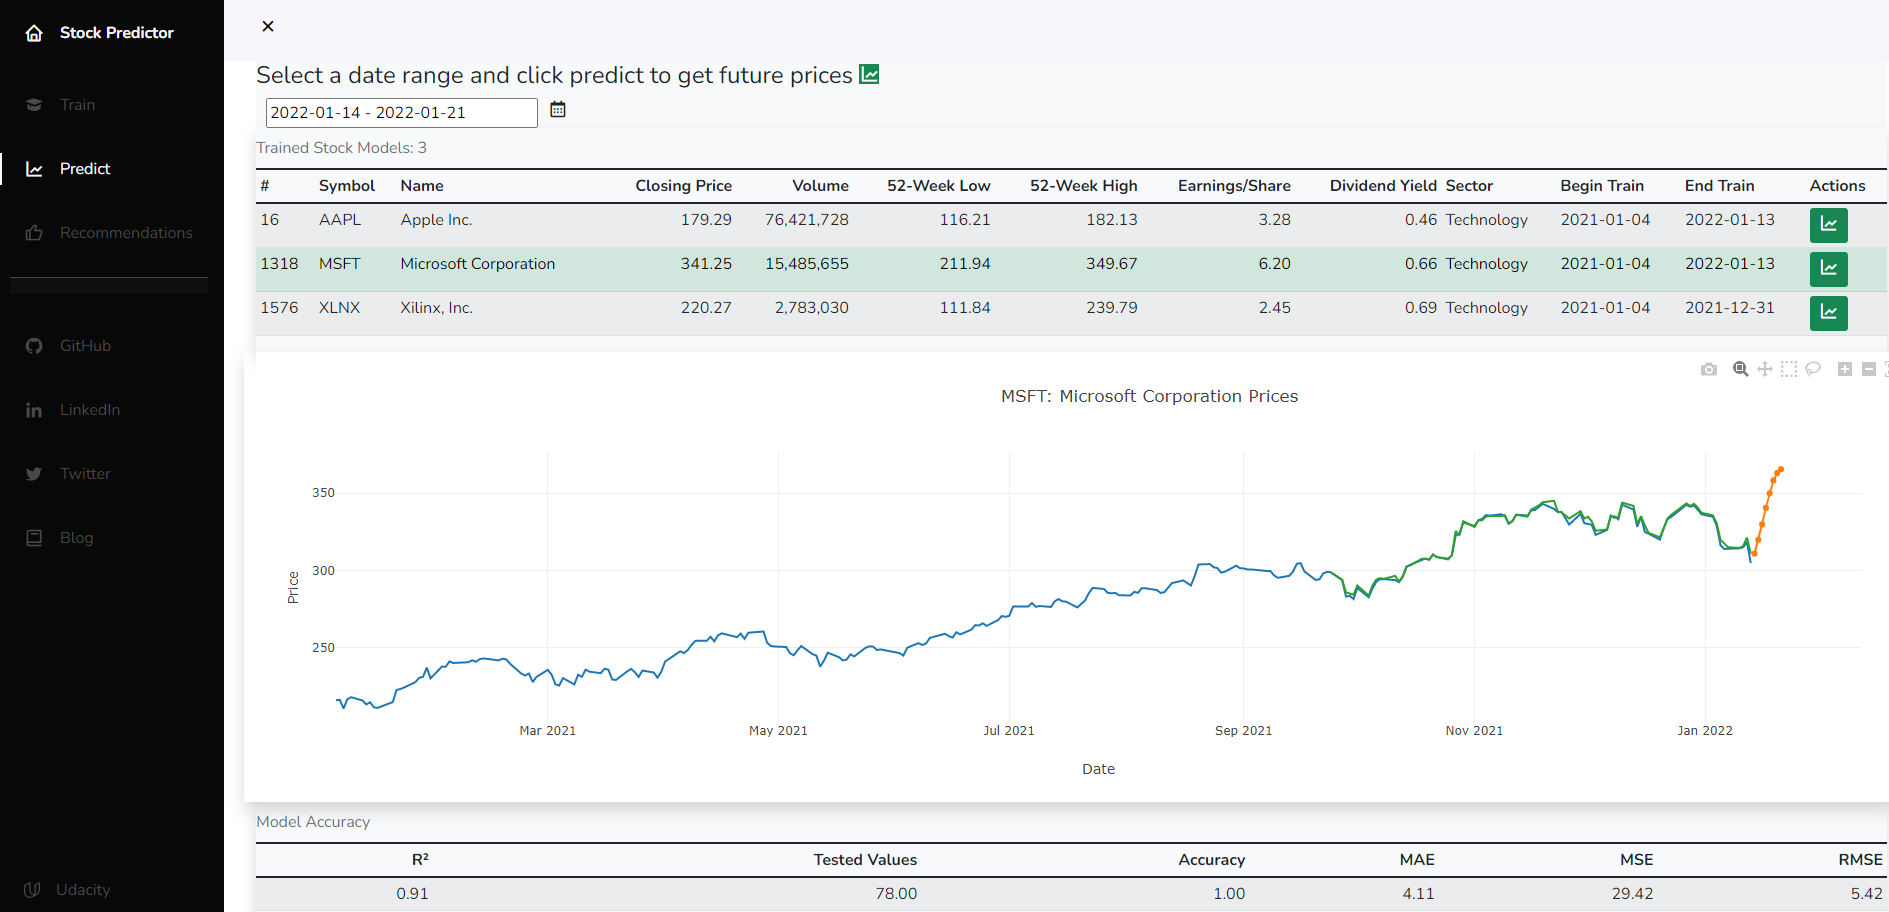 Stock Predictor
Train
Predict
Recommendations
GitHub
LinkedIn
Twitter
Blog
Udacity
Select a date range and click predict to get future prices
2022-01-14 - 2022-01-21
Trained Stock Models: 3
# Symbol Name Closing Price Volume 52-Week Low 52-Week High Earnings/Share Dividend Yield Sector Begin Train End Train Actions
16 AAPL Apple Inc. 179.29 76,421,728 116.21 182.13 3.28 0.46 Technology 2021-01-04 2022-01-13
1318 MSFT Microsoft Corporation 341.25 15,485,655 211.94 349.67 6.20 0.66 Technology 2021-01-04 2022-01-13
1576 XLNX Xilinx, Inc. 220.27 2,783,030 111.84 239.79 2.45 0.69 Technology 2021-01-04 2021-12-31
MSFT: Microsoft Corporation Prices
350
300
250
Price
Mar 2021 May 2021 Jul 2021 Sep 2021 Nov 2021 Jan 2022
Date
Model Accuracy
R² Tested Values Accuracy MAE MSE RMSE
0.91 78.00 1.00 4.11 29.42 5.42